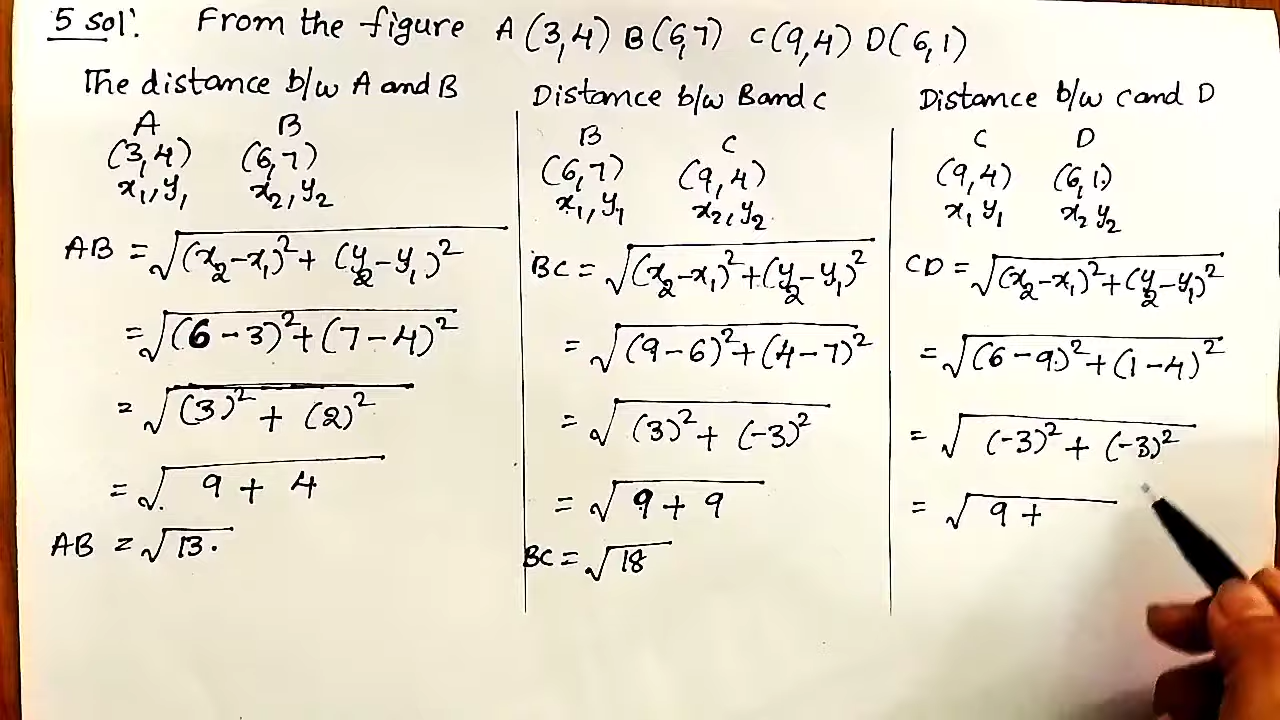 5 sol: From the figure A(3,4) B(6,7) C(9,4) D(6,1)
The distance b/w A and B
A B
(3,4) (6,7)
x₁,y₁ x₂,y₂
AB = √((x₂-x₁)² + (y₂-y₁)²)
= √((6-3)² + (7-4)²)
= √((3)² + (2)²)
= √(9 + 4)
AB = √13.
Distance b/w B and C
B C
(6,7) (9,4)
x₁,y₁ x₂,y₂
BC = √((x₂-x₁)² + (y₂-y₁)²)
= √((9-6)² + (4-7)²)
= √((3)² + (-3)²)
= √(9 + 9)
BC = √18
Distance b/w C and D
C D
(9,4) (6,1)
x₁ y₁ x₂ y₂
CD = √((x₂-x₁)² + (y₂-y₁)²)
= √((6-9)² + (1-4)²)
= √((-3)² + (-3)²)
= √(9 +